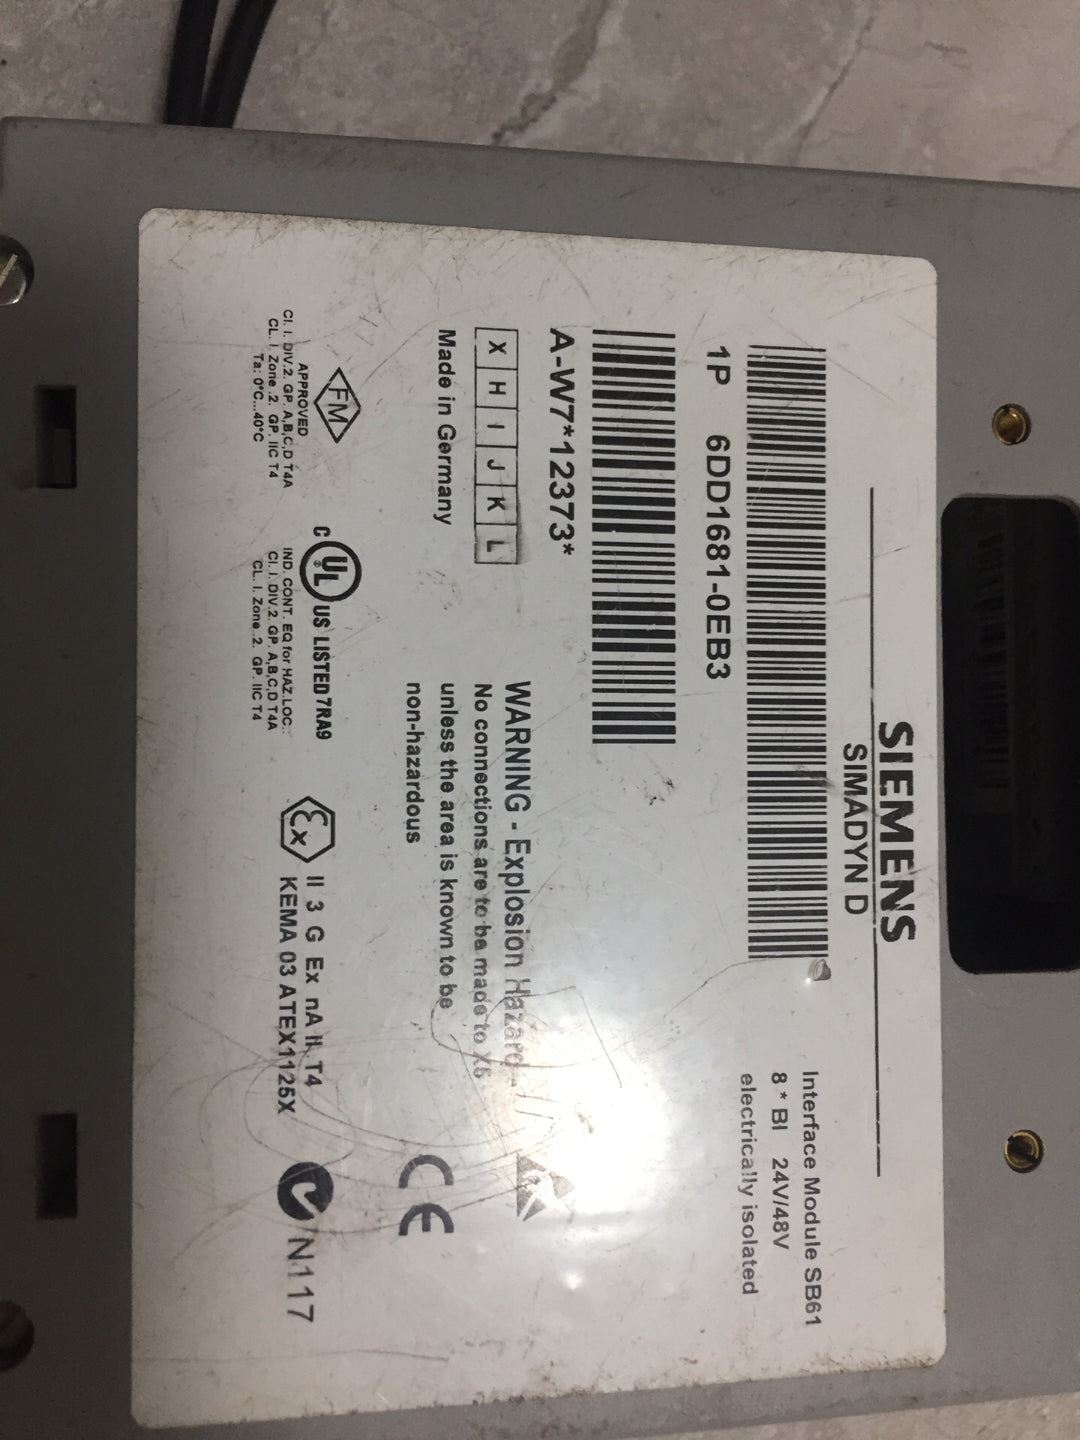 SIEMENS
SIMADYN D
Interface Module SB61
8 * BI 24V/48V
electrically isolated
1P 6DD1681-0EB3
A-W7*12373*
X H I J K L
Made in Germany
WARNING - Explosion Hazard
No connections are to be made to X5
unless the area is known to be
non-hazardous
FM
APPROVED
Cl. I. DIV.2. GP. A,B,C,D T4A
CL. I. Zone .2. GP. IIC T4
Ta: 0°C...40°C
C UL ® US LISTED 7RA9
IND. CONT. EQ for HAZ.LOC..
Cl. I. DIV.2. GP. A,B,C,D T4A
CL. I. Zone..2. GP. IIC T4
Ex II 3 G Ex nA II T4
KEMA 03 ATEX1125X
CE
N117